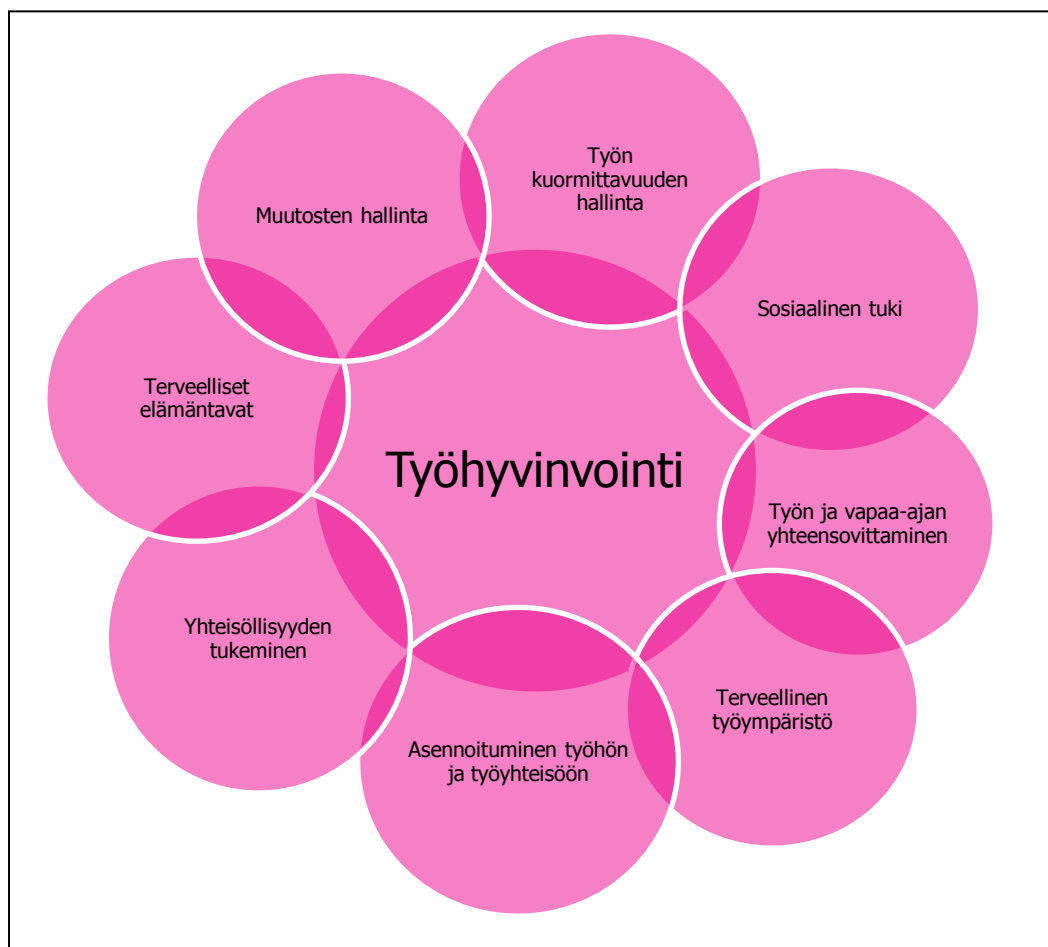 Työn
kuormittavuuden
hallinta
Muutosten hallinta
Sosiaalinen tuki
Terveelliset
elämäntavat
Työhyvinvointi
Työn ja vapaa-ajan
yhteensovittaminen
Yhteisöllisyyden
tukeminen
Terveellinen
työympäristö
Asennoituminen työhön
ja työyhteisöön